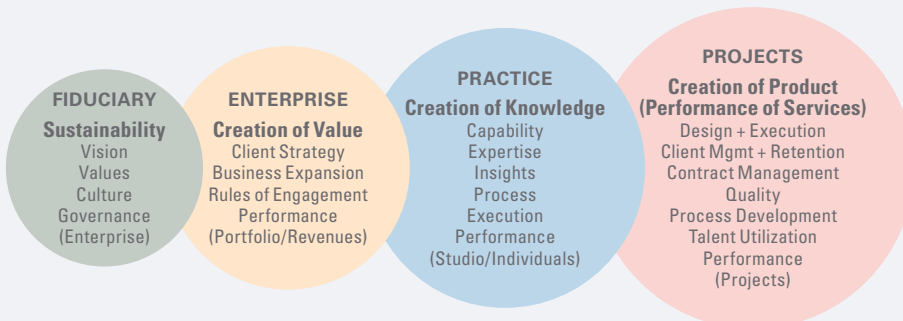 FIDUCIARY
Sustainability
Vision
Values
Culture
Governance
(Enterprise)
ENTERPRISE
Creation of Value
Client Strategy
Business Expansion
Rules of Engagement
Performance
(Portfolio/Revenues)
PRACTICE
Creation of Knowledge
Capability
Expertise
Insights
Process
Execution
Performance
(Studio/Individuals)
PROJECTS
Creation of Product
(Performance of Services)
Design + Execution
Client Mgmt + Retention
Contract Management
Quality
Process Development
Talent Utilization
Performance
(Projects)